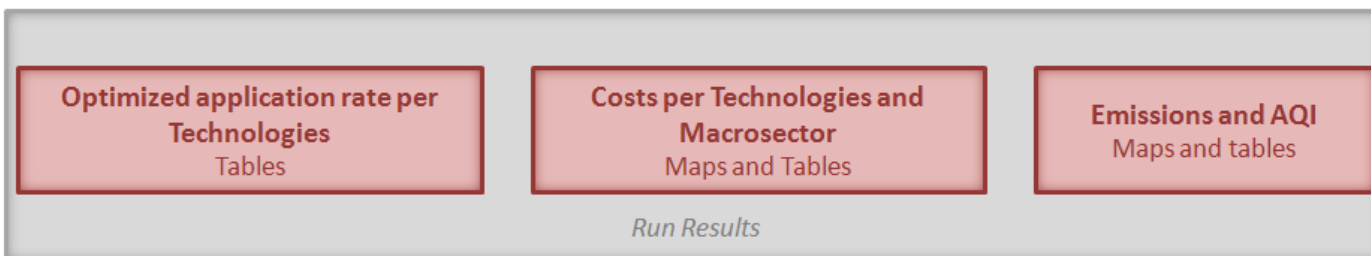 Optimized application rate per
Technologies
Tables
Costs per Technologies and
Macrosector
Maps and Tables
Emissions and AQI
Maps and tables
Run Results